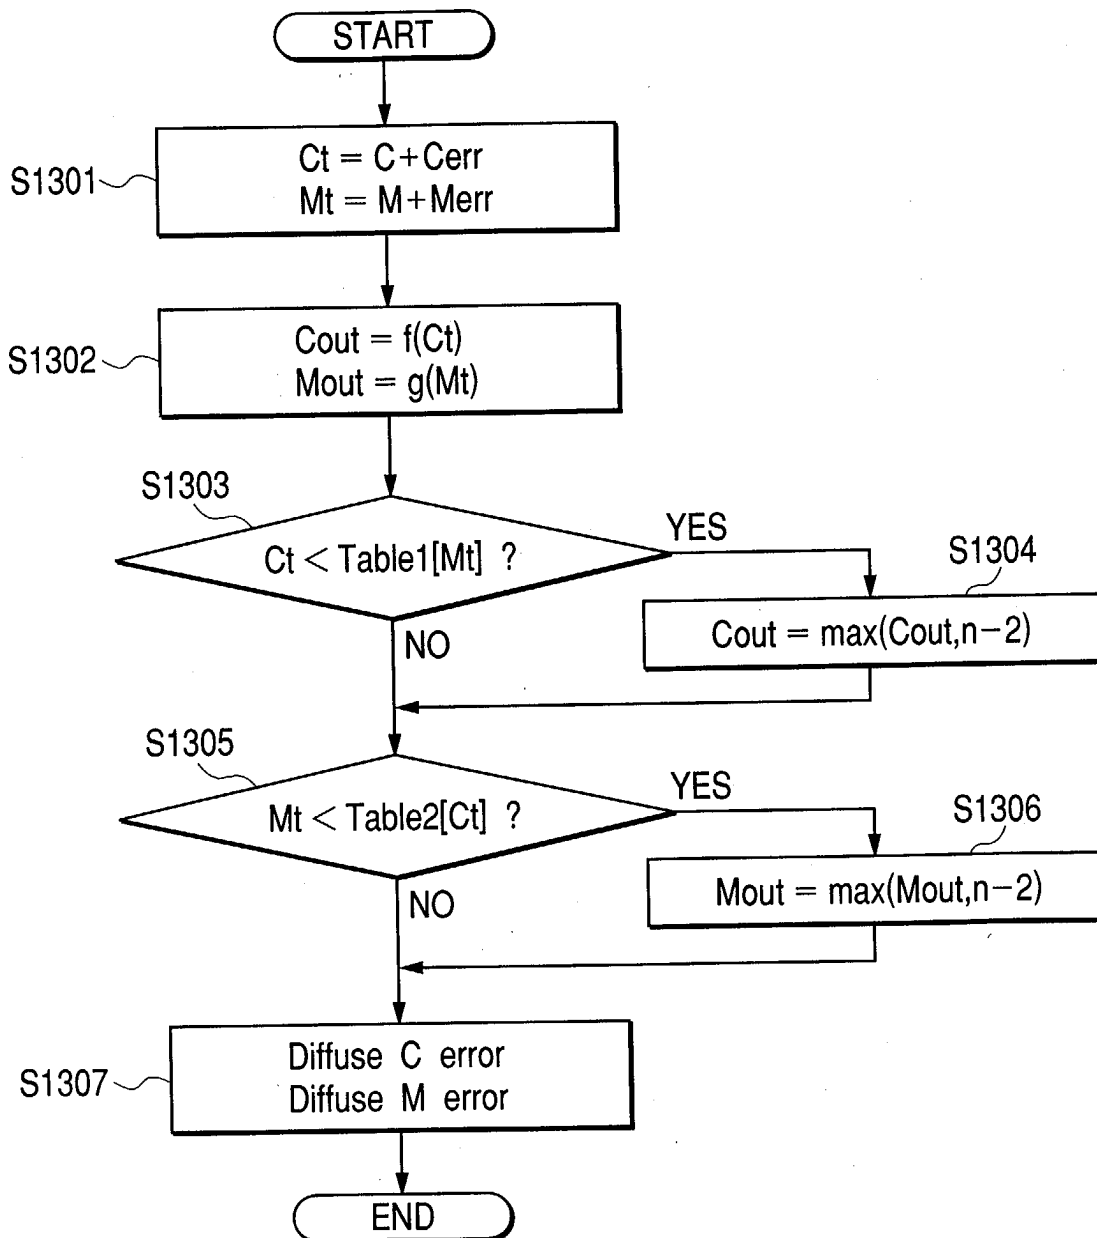 START
S1301
Ct = C+Cerr
Mt = M+Merr
S1302
Cout = f(Ct)
Mout = g(Mt)
S1303
Ct < Table1[Mt] ?
YES
NO
S1304
Cout = max(Cout,n-2)
S1305
Mt < Table2[Ct] ?
YES
NO
S1306
Mout = max(Mout,n-2)
S1307
Diffuse C error
Diffuse M error
END